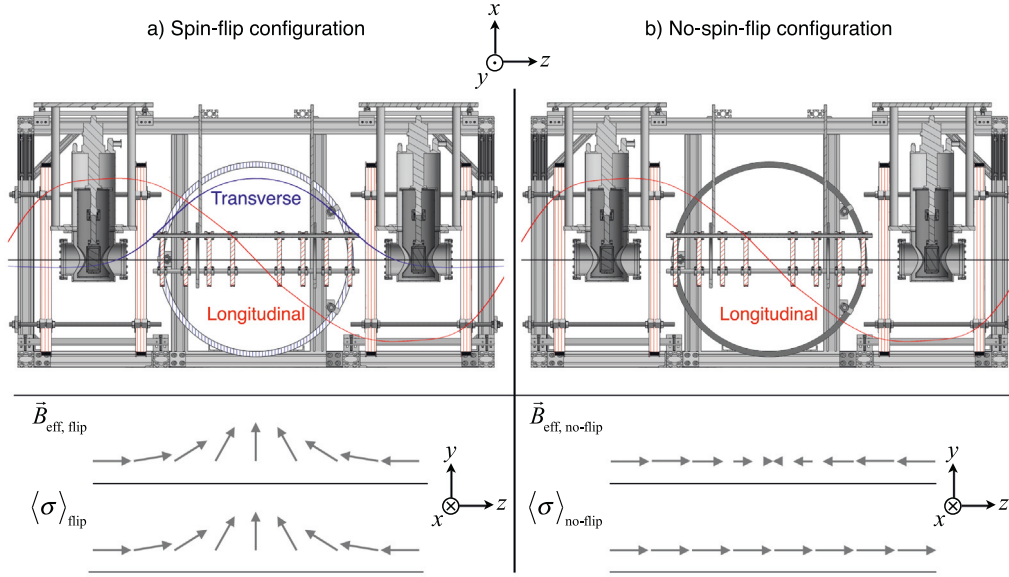 a) Spin-flip configuration
x
y
z
b) No-spin-flip configuration
Transverse
Longitudinal
Longitudinal
B⃗ eff, flip
y
x
z
⟨σ⟩ flip
B⃗ eff, no-flip
y
x
z
⟨σ⟩ no-flip